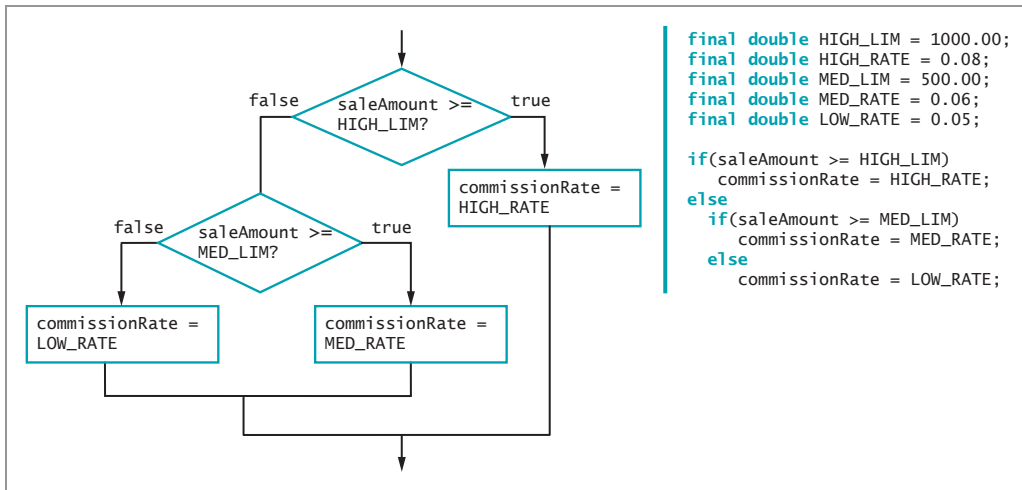 false
saleAmount >=
HIGH_LIM?
true
commissionRate =
HIGH_RATE
false
saleAmount >=
MED_LIM?
true
commissionRate =
LOW_RATE
commissionRate =
MED_RATE
final double HIGH_LIM = 1000.00;
final double HIGH_RATE = 0.08;
final double MED_LIM = 500.00;
final double MED_RATE = 0.06;
final double LOW_RATE = 0.05;
if(saleAmount >= HIGH_LIM)
commissionRate = HIGH_RATE;
else
if(saleAmount >= MED_LIM)
commissionRate = MED_RATE;
else
commissionRate = LOW_RATE;